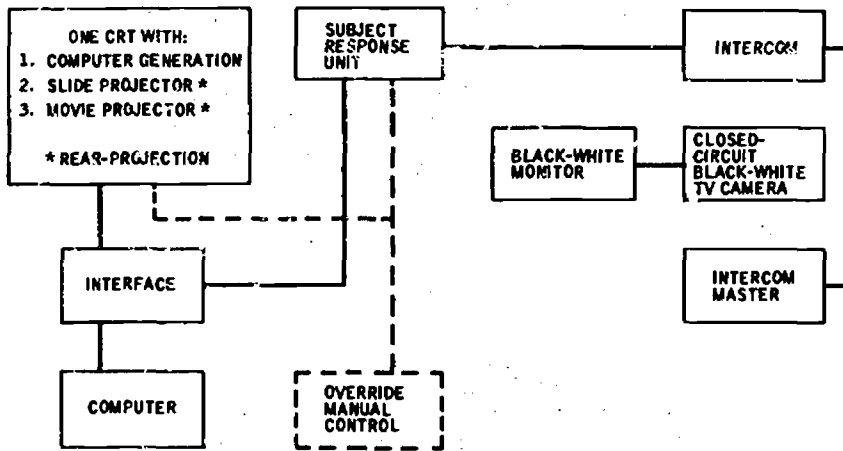 ONE CRT WITH:
1. COMPUTER GENERATION
2. SLIDE PROJECTOR *
3. MOVIE PROJECTOR *
* REAR-PROJECTION
SUBJECT
RESPONSE
UNIT
INTERCOM
BLACK-WHITE
MONITOR
CLOSED-
CIRCUIT
BLACK-WHITE
TV CAMERA
INTERFACE
INTERCOM
MASTER
COMPUTER
OVERRIDE
MANUAL
CONTROL